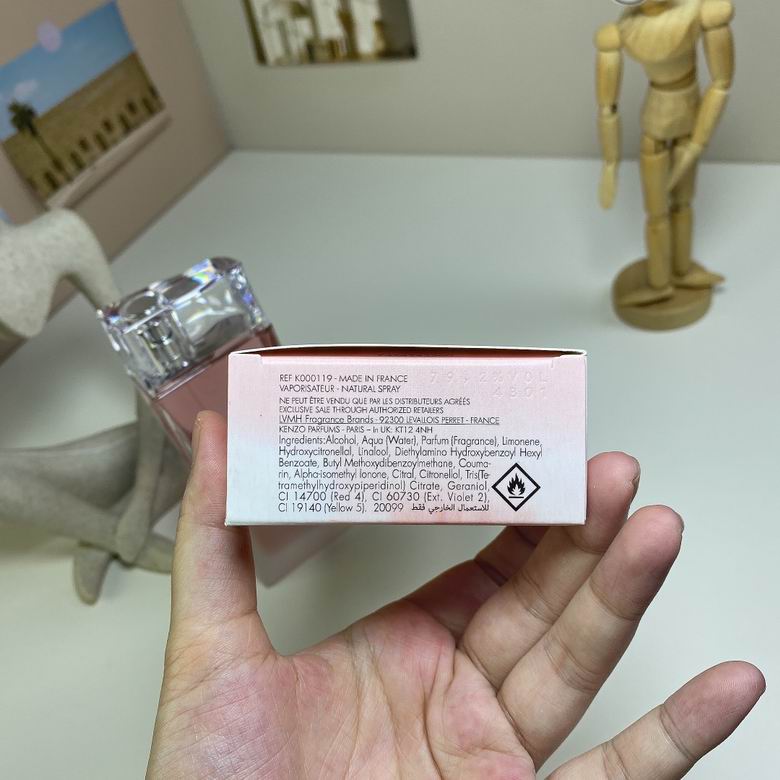 79,2%VOL
4301
REF K000119 - MADE IN FRANCE
VAPORISATEUR - NATURAL SPRAY
NE PEUT ÊTRE VENDU QUE PAR LES DISTRIBUTEURS AGRÉÉS
EXCLUSIVE SALE THROUGH AUTHORIZED RETAILERS
LVMH Fragrance Brands - 92300 LEVALLOIS PERRET - FRANCE
KENZO PARFUMS - PARIS – In UK: KT12 4NH
Ingredients:Alcohol, Aqua (Water), Parfum (Fragrance), Limonene,
Hydroxycitronellal, Linalool, Diethylamino Hydroxybenzoyl Hexyl
Benzoate, Butyl Methoxydibenzoylmethane, Couma-
rin, Alpha-isomethyl Ionone, Citral, Citronellol, Tris(Te-
tramethylhydroxypiperidinol) Citrate, Geraniol,
CI 14700 (Red 4), CI 60730 (Ext. Violet 2),
CI 19140 (Yellow 5). 20099 للاستعمال الخارجي فقط